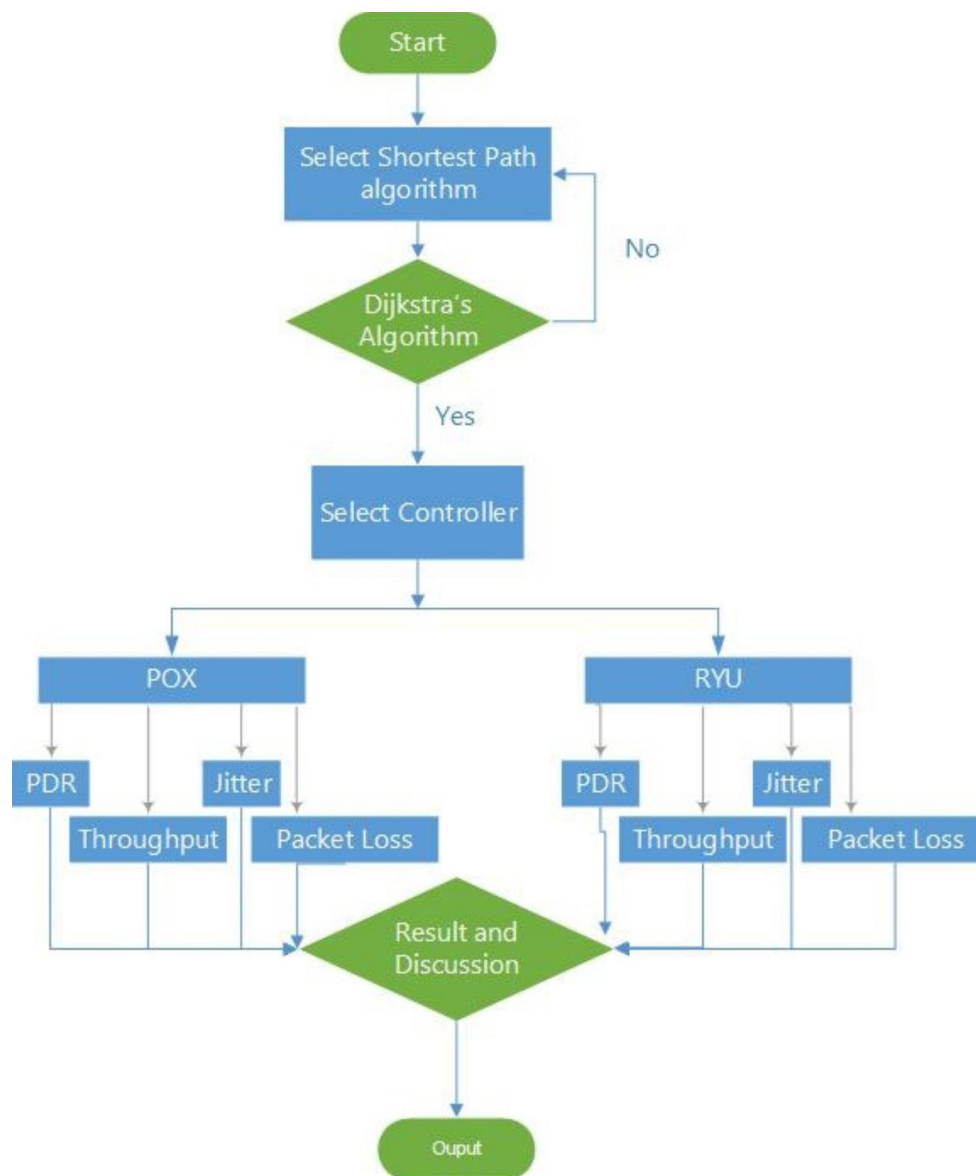 Start
Select Shortest Path
algorithm
No
Dijkstra's
Algorithm
Yes
Select Controller
POX
RYU
PDR
Jitter
PDR
Jitter
Throughput
Packet Loss
Throughput
Packet Loss
Result and
Discussion
Ouput